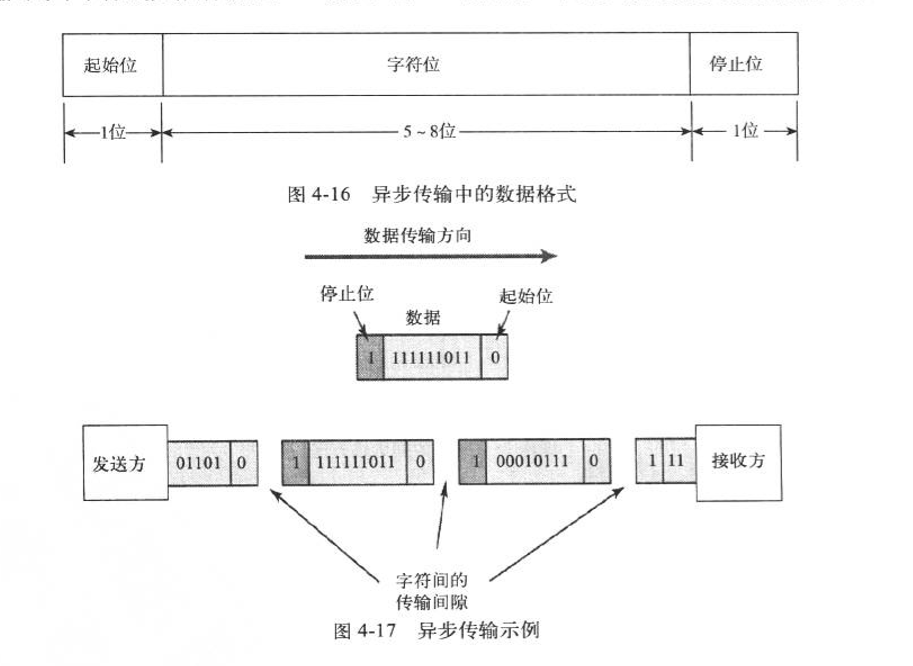 起始位 字符位 停止位
1位 5~8位 1位
图 4-16 异步传输中的数据格式
数据传输方向
停止位 数据 起始位
1 111111011 0
发送方 01101 0 1 111111011 0 1 00010111 0 1 11 接收方
字符间的
传输间隙
图 4-17 异步传输示例